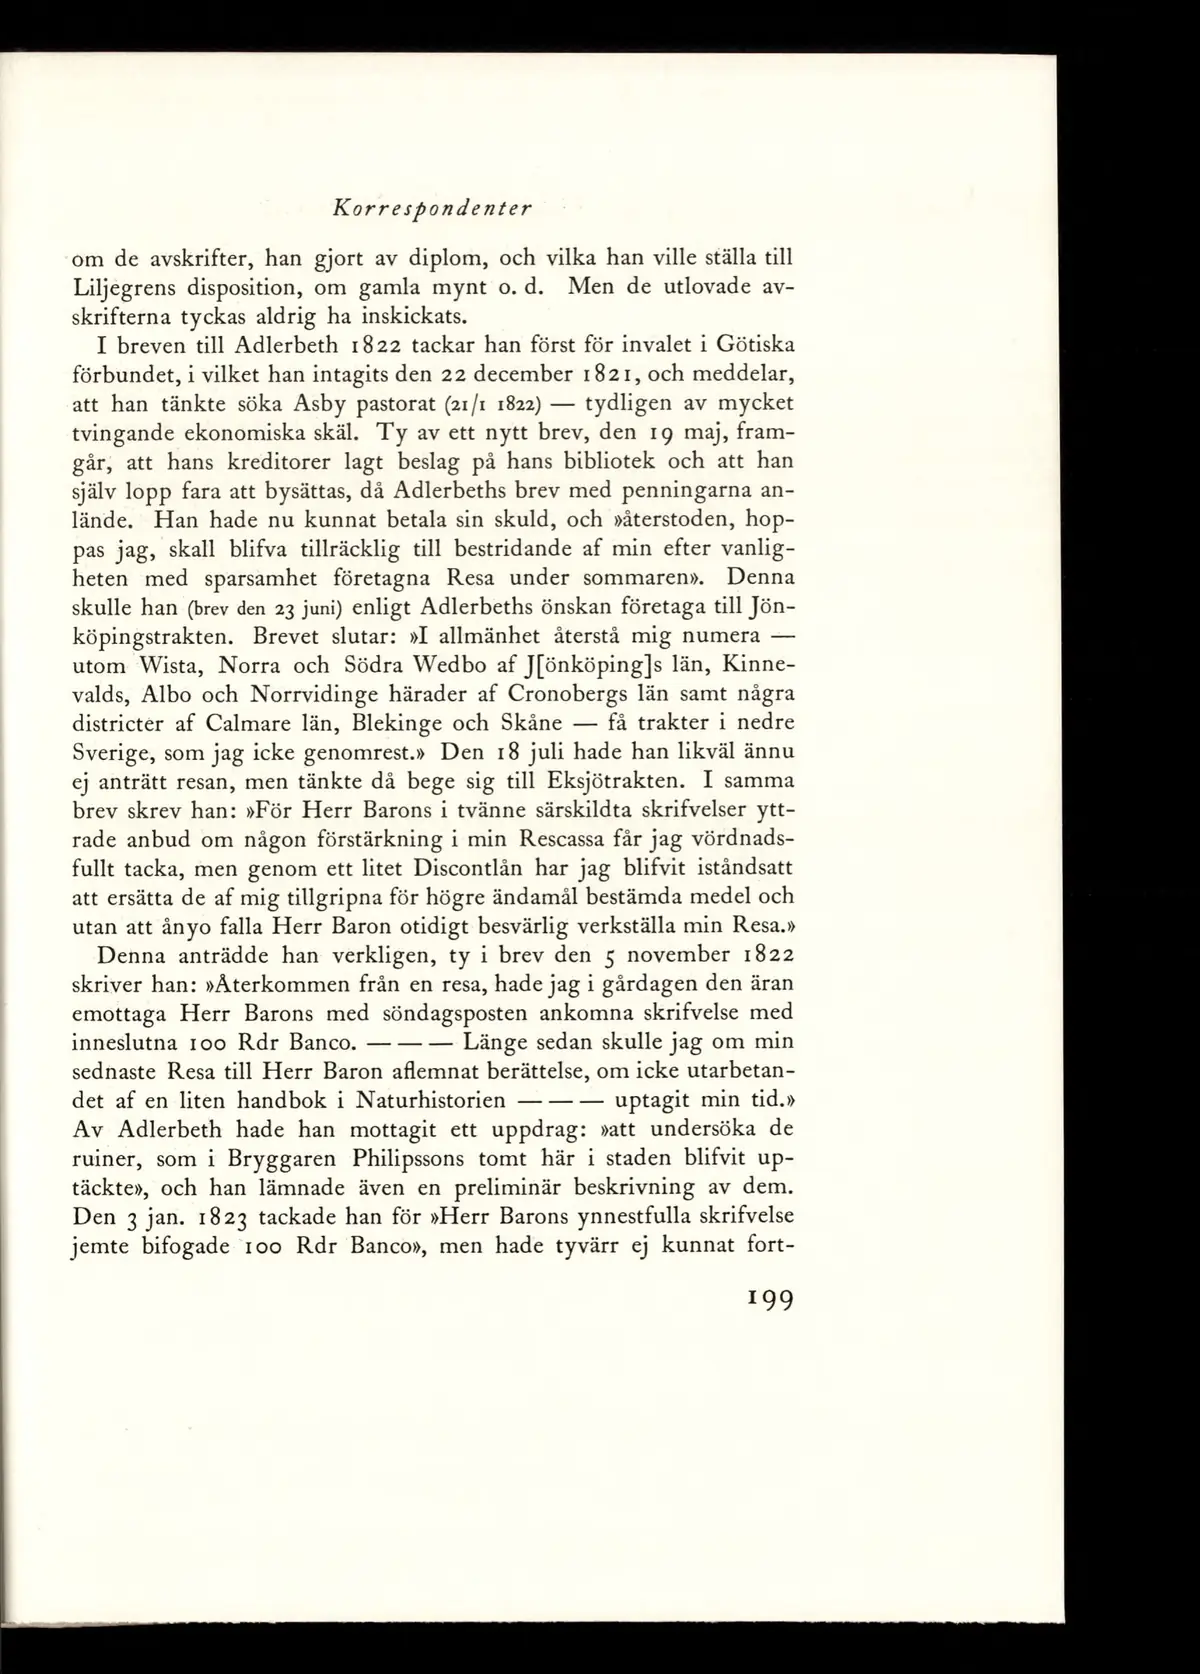 Korrespondenter
om de avskrifter, han gjort av diplom, och vilka han ville ställa till
Liljegrens disposition, om gamla mynt o. d. Men de utlovade av-
skrifterna tyckas aldrig ha inskickats.
I breven till Adlerbeth 1822 tackar han först för invalet i Götiska
förbundet, i vilket han intagits den 22 december 1821, och meddelar,
att han tänkte söka Asby pastorat (21/1 1822) — tydligen av mycket
tvingande ekonomiska skäl. Ty av ett nytt brev, den 19 maj, fram-
går, att hans kreditorer lagt beslag på hans bibliotek och att han
själv lopp fara att bysättas, då Adlerbeths brev med penningarna an-
lände. Han hade nu kunnat betala sin skuld, och »återstoden, hop-
pas jag, skall blifva tillräcklig till bestridande af min efter vanlig-
heten med sparsamhet företagna Resa under sommaren». Denna
skulle han (brev den 23 juni) enligt Adlerbeths önskan företaga till Jön-
köpingstrakten. Brevet slutar: »I allmänhet återstå mig numera —
utom Wista, Norra och Södra Wedbo af J[önköping]s län, Kinne-
valds, Albo och Norrvidinge härader af Cronobergs län samt några
districter af Calmare län, Blekinge och Skåne — få trakter i nedre
Sverige, som jag icke genomrest.» Den 18 juli hade han likväl ännu
ej anträtt resan, men tänkte då bege sig till Eksjötrakten. I samma
brev skrev han: »För Herr Barons i tvänne särskildta skrifvelser ytt-
rade anbud om någon förstärkning i min Rescassa får jag vördnads-
fullt tacka, men genom ett litet Discontlån har jag blifvit iståndsatt
att ersätta de af mig tillgripna för högre ändamål bestämda medel och
utan att ånyo falla Herr Baron otidigt besvärlig verkställa min Resa.»
Denna anträdde han verkligen, ty i brev den 5 november 1822
skriver han: »Återkommen från en resa, hade jag i gårdagen den äran
emottaga Herr Barons med söndagsposten ankomna skrifvelse med
inneslutna 100 Rdr Banco. — — — Länge sedan skulle jag om min
sednaste Resa till Herr Baron aflemnat berättelse, om icke utarbetan-
det af en liten handbok i Naturhistorien — — — uptagit min tid.»
Av Adlerbeth hade han mottagit ett uppdrag: »att undersöka de
ruiner, som i Bryggaren Philipssons tomt här i staden blifvit up-
täckte», och han lämnade även en preliminär beskrivning av dem.
Den 3 jan. 1823 tackade han för »Herr Barons ynnestfulla skrifvelse
jemte bifogade 100 Rdr Banco», men hade tyvärr ej kunnat fort-
199